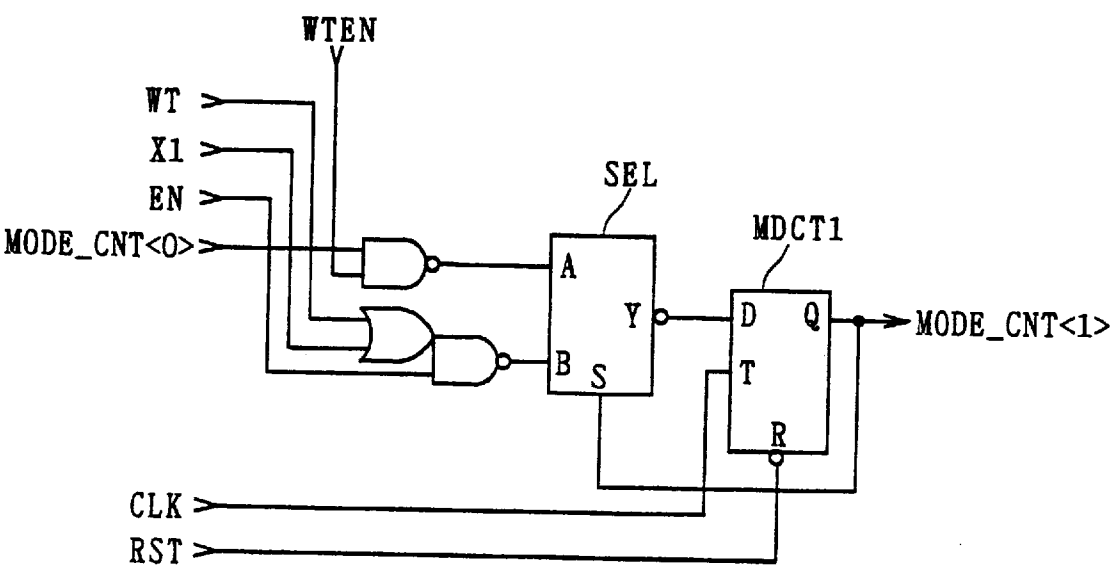 WTEN
WT
X1
EN
MODE_CNT<0>
SEL
MDCT1
A
B
S
Y
D
Q
T
R
MODE_CNT<1>
CLK
RST